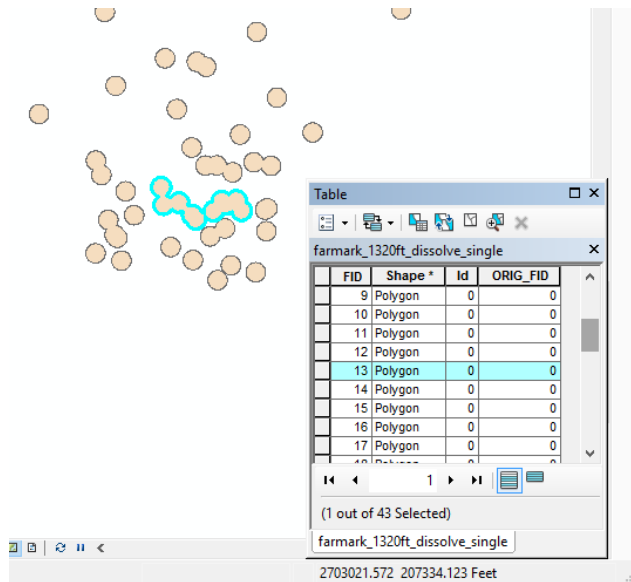 Table
farmark_1320ft_dissolve_single
FID Shape * Id ORIG_FID
9 Polygon 0 0
10 Polygon 0 0
11 Polygon 0 0
12 Polygon 0 0
13 Polygon 0 0
14 Polygon 0 0
15 Polygon 0 0
16 Polygon 0 0
17 Polygon 0 0
1
(1 out of 43 Selected)
farmark_1320ft_dissolve_single
2703021.572 207334.123 Feet